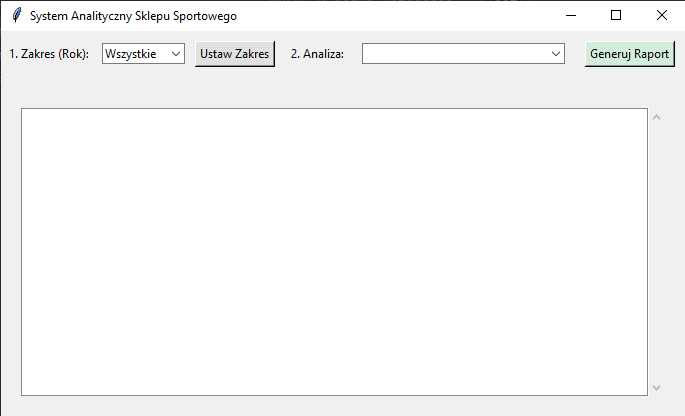 System Analityczny Sklepu Sportowego
1. Zakres (Rok): Wszystkie Ustaw Zakres 2. Analiza: Generuj Raport